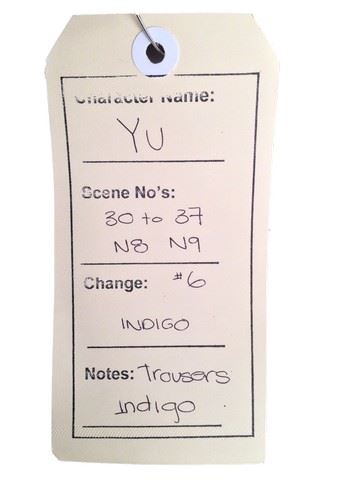 Character Name:
YU
Scene No's:
30 to 37
N8 N9
Change: #6
INDIGO
Notes: Trousers
Indigo